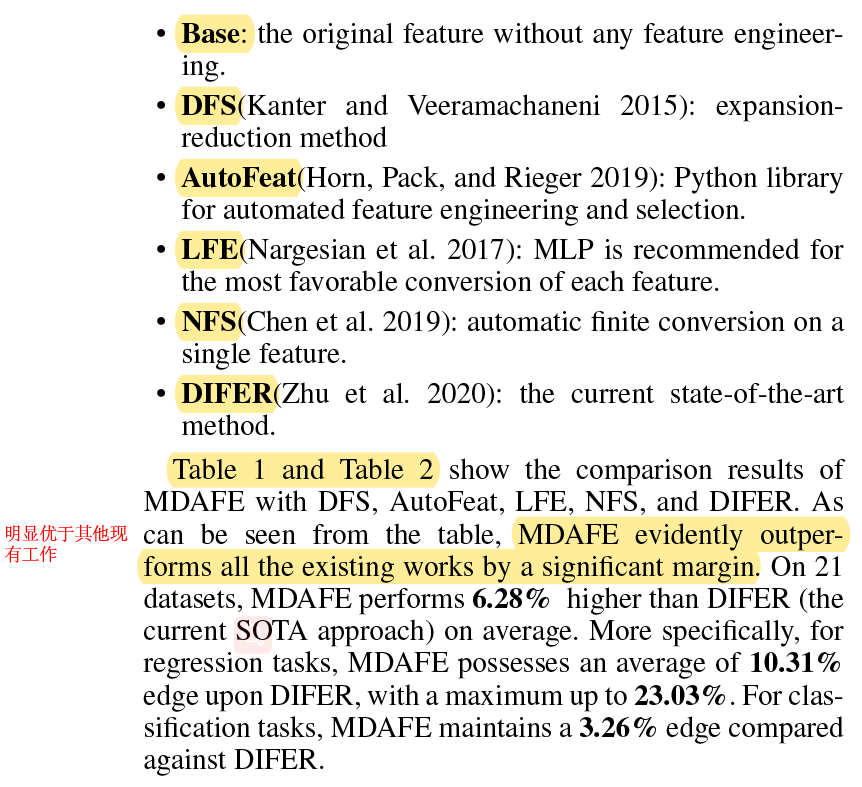 • Base: the original feature without any feature engineer-
ing.
• DFS(Kanter and Veeramachaneni 2015): expansion-
reduction method
• AutoFeat(Horn, Pack, and Rieger 2019): Python library
for automated feature engineering and selection.
• LFE(Nargesian et al. 2017): MLP is recommended for
the most favorable conversion of each feature.
• NFS(Chen et al. 2019): automatic finite conversion on a
single feature.
• DIFER(Zhu et al. 2020): the current state-of-the-art
method.
Table 1 and Table 2 show the comparison results of
MDAFE with DFS, AutoFeat, LFE, NFS, and DIFER. As
can be seen from the table, MDAFE evidently outper-
forms all the existing works by a significant margin. On 21
datasets, MDAFE performs 6.28% higher than DIFER (the
current SOTA approach) on average. More specifically, for
regression tasks, MDAFE possesses an average of 10.31%
edge upon DIFER, with a maximum up to 23.03%. For clas-
sification tasks, MDAFE maintains a 3.26% edge compared
against DIFER.
明显优于其他现
有工作